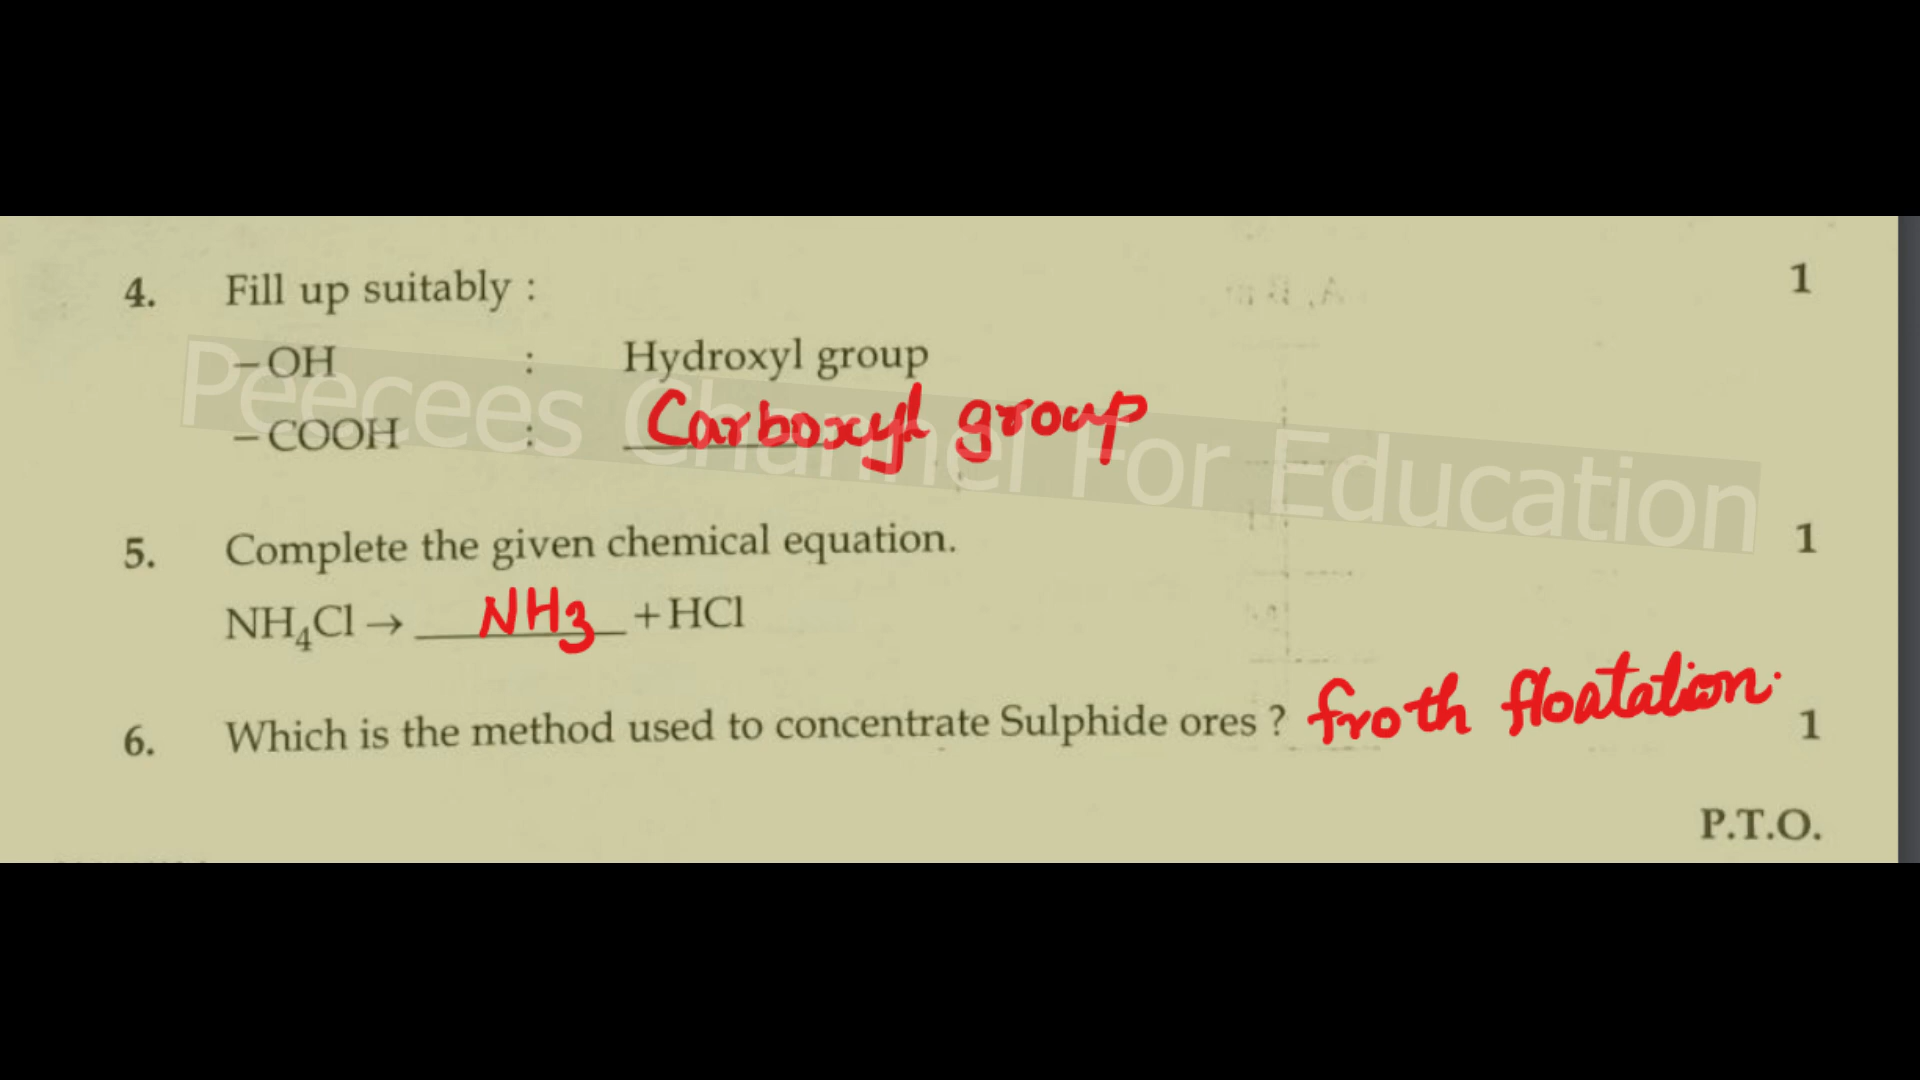 4. Fill up suitably : 1
–OH : Hydroxyl group
–COOH : Carboxyl group
Peecees Channel For Education
5. Complete the given chemical equation. 1
NH₄Cl → NH3 + HCl
6. Which is the method used to concentrate Sulphide ores ? froth floatation. 1
P.T.O.